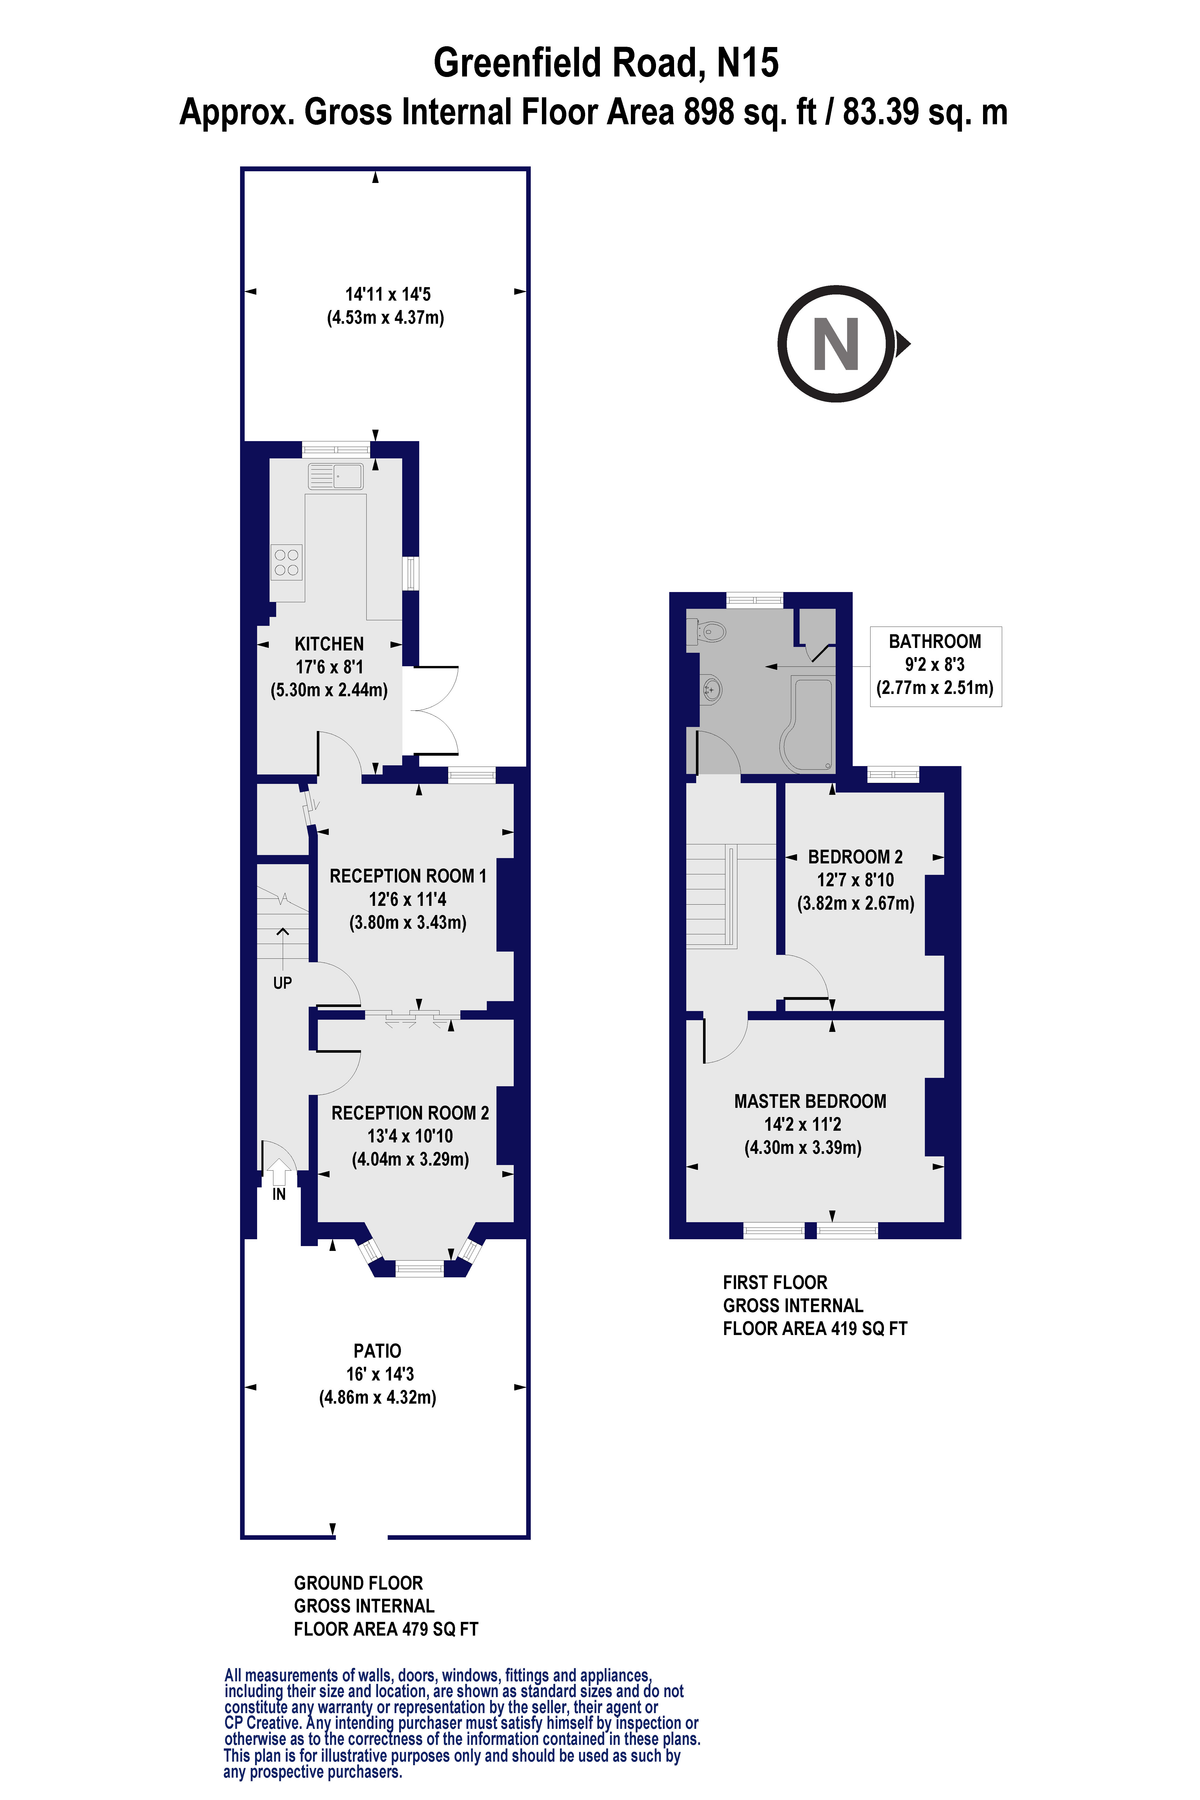 Greenfield Road, N15
Approx. Gross Internal Floor Area 898 sq. ft / 83.39 sq. m
14'11 x 14'5
(4.53m x 4.37m)
N
KITCHEN
17'6 x 8'1
(5.30m x 2.44m)
RECEPTION ROOM 1
12'6 x 11'4
(3.80m x 3.43m)
UP
RECEPTION ROOM 2
13'4 x 10'10
(4.04m x 3.29m)
IN
PATIO
16' x 14'3
(4.86m x 4.32m)
GROUND FLOOR
GROSS INTERNAL
FLOOR AREA 479 SQ FT
BATHROOM
9'2 x 8'3
(2.77m x 2.51m)
BEDROOM 2
12'7 x 8'10
(3.82m x 2.67m)
MASTER BEDROOM
14'2 x 11'2
(4.30m x 3.39m)
FIRST FLOOR
GROSS INTERNAL
FLOOR AREA 419 SQ FT
All measurements of walls, doors, windows, fittings and appliances,
including their size and location, are shown as standard sizes and do not
constitute any warranty or representation by the seller, their agent or
CP Creative. Any intending purchaser must satisfy himself by inspection or
otherwise as to the correctness of the information contained in these plans.
This plan is for illustrative purposes only and should be used as such by
any prospective purchasers.